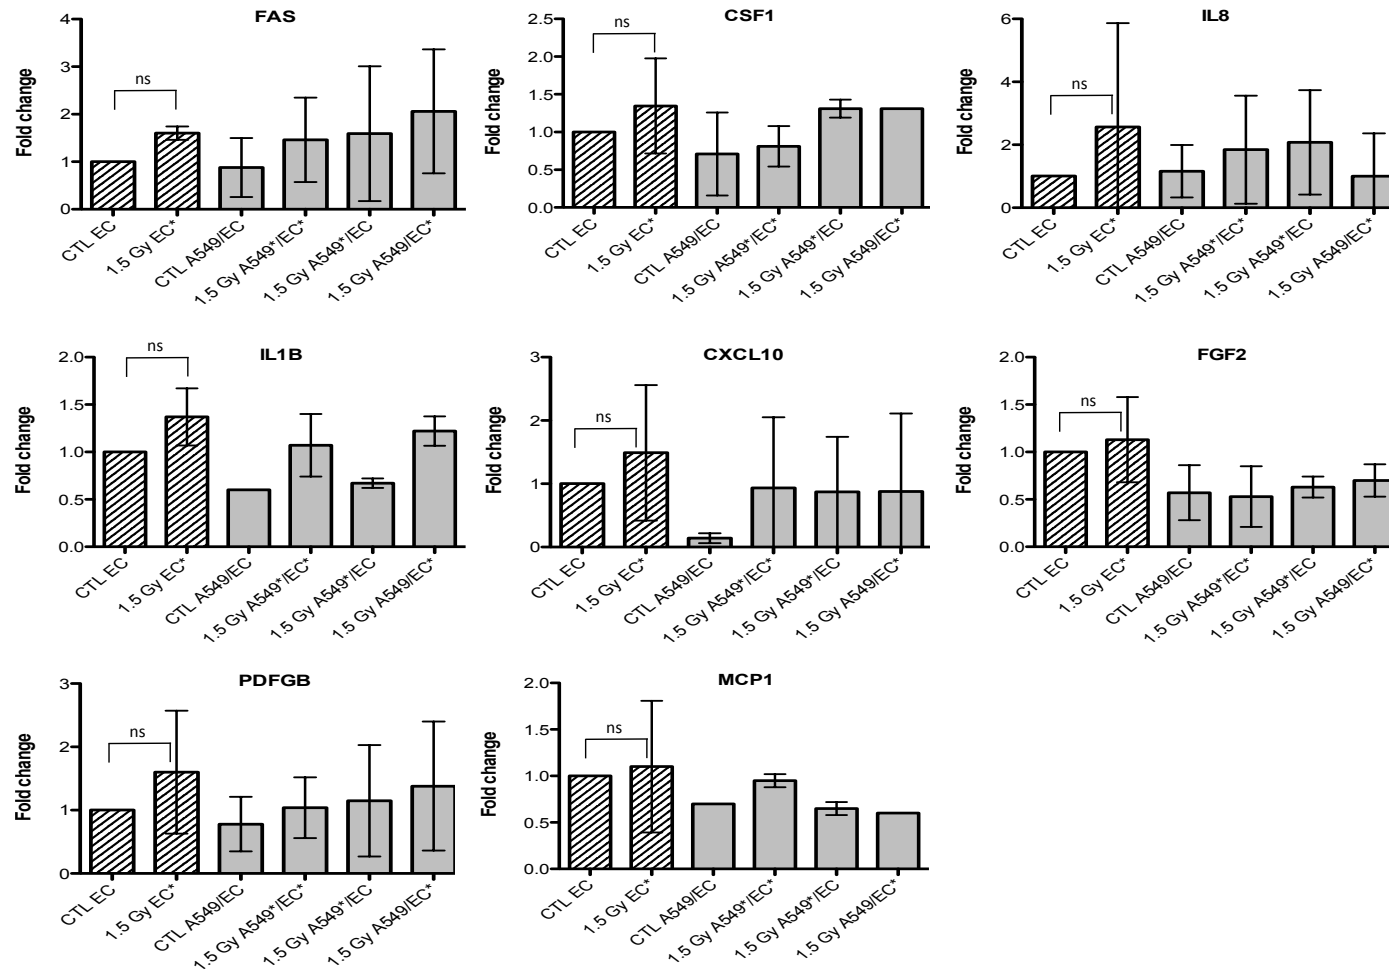 FAS
Fold change
4
3
2
1
0
ns
CTL EC
1.5 Gy EC*
CTL A549/EC
1.5 Gy A549*/EC*
1.5 Gy A549*/EC
1.5 Gy A549/EC*
CSF1
Fold change
2.5
2.0
1.5
1.0
0.5
0.0
ns
CTL EC
1.5 Gy EC*
CTL A549/EC
1.5 Gy A549*/EC*
1.5 Gy A549*/EC
1.5 Gy A549/EC*
IL8
Fold change
6
4
2
0
ns
CTL EC
1.5 Gy EC*
CTL A549/EC
1.5 Gy A549*/EC*
1.5 Gy A549*/EC
1.5 Gy A549/EC*
IL1B
Fold change
2.0
1.5
1.0
0.5
0.0
ns
CTL EC
1.5 Gy EC*
CTL A549/EC
1.5 Gy A549*/EC*
1.5 Gy A549*/EC
1.5 Gy A549/EC*
CXCL10
Fold change
3
2
1
0
ns
CTL EC
1.5 Gy EC*
CTL A549/EC
1.5 Gy A549*/EC*
1.5 Gy A549*/EC
1.5 Gy A549/EC*
FGF2
Fold change
2.0
1.5
1.0
0.5
0.0
ns
CTL EC
1.5 Gy EC*
CTL A549/EC
1.5 Gy A549*/EC*
1.5 Gy A549*/EC
1.5 Gy A549/EC*
PDFGB
Fold change
3
2
1
0
ns
CTL EC
1.5 Gy EC*
CTL A549/EC
1.5 Gy A549*/EC*
1.5 Gy A549*/EC
1.5 Gy A549/EC*
MCP1
Fold change
2.0
1.5
1.0
0.5
0.0
ns
CTL EC
1.5 Gy EC*
CTL A549/EC
1.5 Gy A549*/EC*
1.5 Gy A549*/EC
1.5 Gy A549/EC*